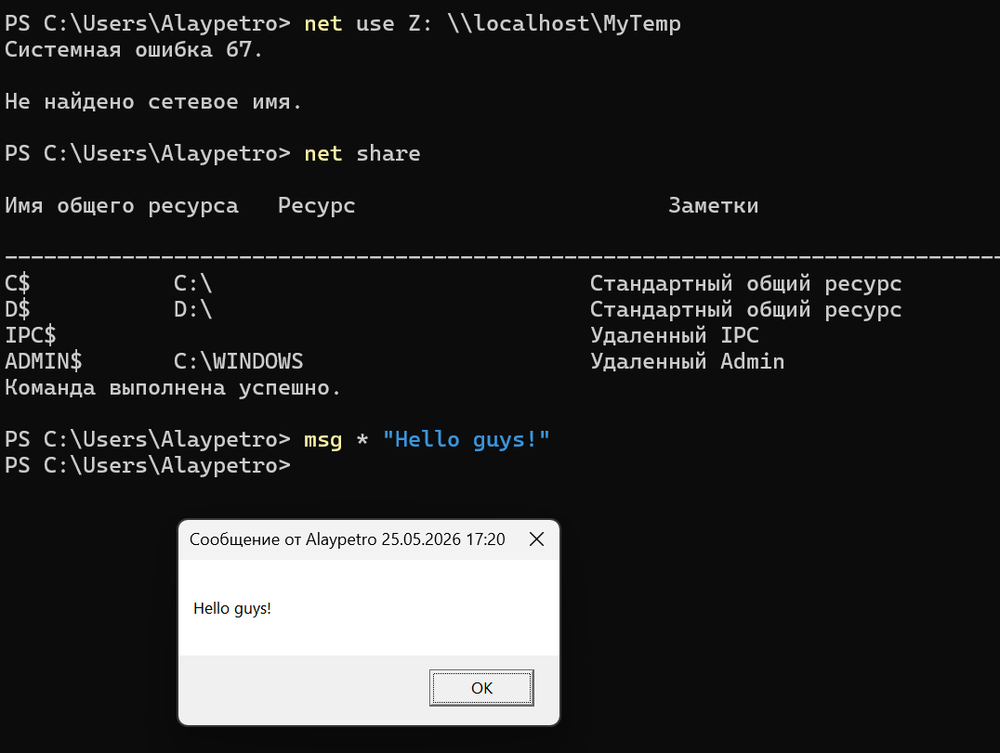 PS C:\Users\Alaypetro> net use Z: \\localhost\MyTemp
Системная ошибка 67.
Не найдено сетевое имя.
PS C:\Users\Alaypetro> net share
Имя общего ресурса   Ресурс                        Заметки
-------------------------------------------------------------------------------
C$           C:\                             Стандартный общий ресурс
D$           D:\                             Стандартный общий ресурс
IPC$                                         Удаленный IPC
ADMIN$       C:\WINDOWS                      Удаленный Admin
Команда выполнена успешно.
PS C:\Users\Alaypetro> msg * "Hello guys!"
PS C:\Users\Alaypetro>
Сообщение от Alaypetro 25.05.2026 17:20
Hello guys!
OK